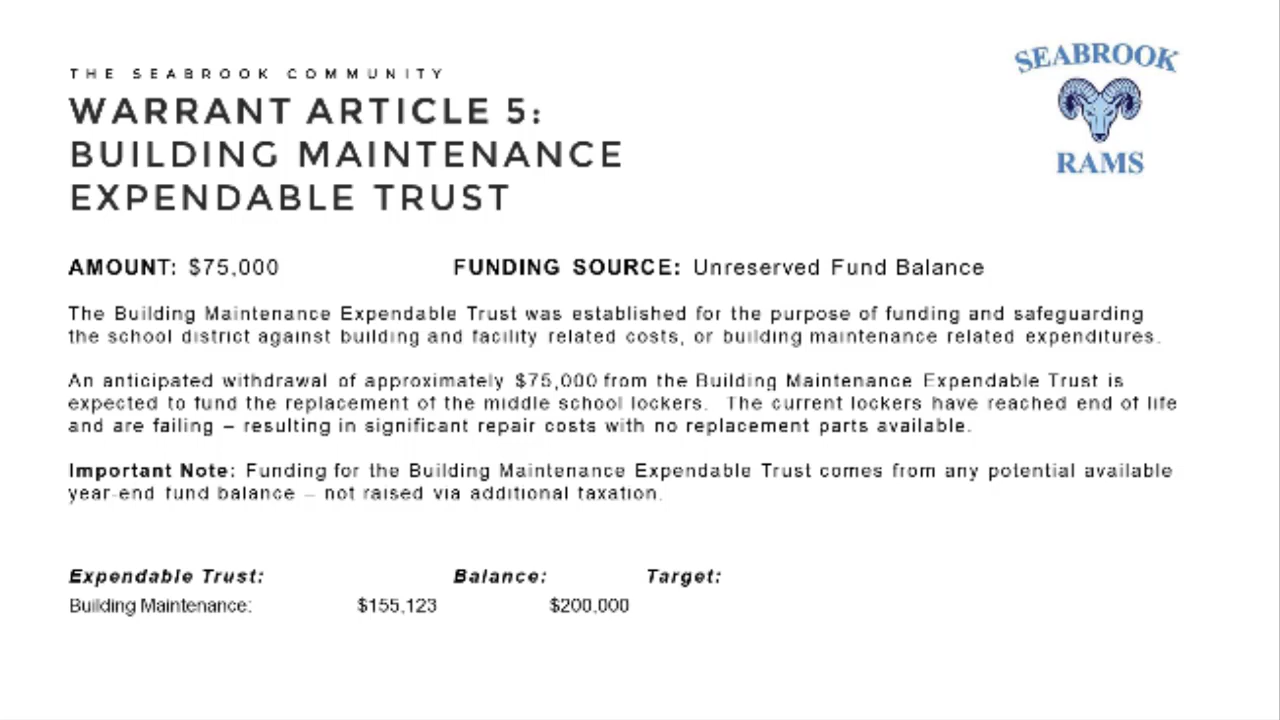 THE SEABROOK COMMUNITY
WARRANT ARTICLE 5:
BUILDING MAINTENANCE
EXPENDABLE TRUST
SEABROOK
RAMS
AMOUNT: $75,000 FUNDING SOURCE: Unreserved Fund Balance
The Building Maintenance Expendable Trust was established for the purpose of funding and safeguarding
the school district against building and facility related costs, or building maintenance related expenditures.
An anticipated withdrawal of approximately $75,000 from the Building Maintenance Expendable Trust is
expected to fund the replacement of the middle school lockers. The current lockers have reached end of life
and are failing – resulting in significant repair costs with no replacement parts available.
Important Note: Funding for the Building Maintenance Expendable Trust comes from any potential available
year-end fund balance – not raised via additional taxation.
Expendable Trust: Balance: Target:
Building Maintenance: $155,123 $200,000